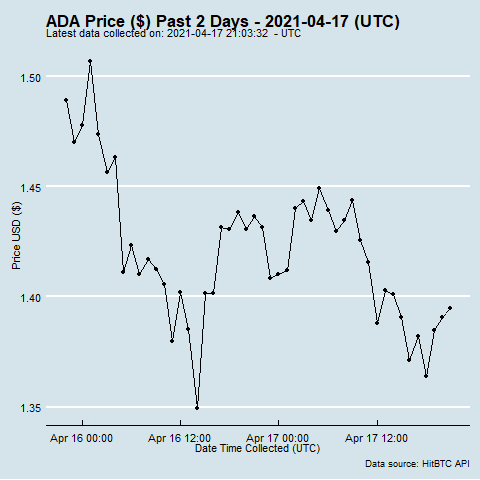 ADA Price ($) Past 2 Days - 2021-04-17 (UTC)
Latest data collected on: 2021-04-17 21:03:32 - UTC
1.50
1.45
1.40
1.35
Price USD ($)
Apr 16 00:00
Apr 16 12:00
Apr 17 00:00
Apr 17 12:00
Date Time Collected (UTC)
Data source: HitBTC API